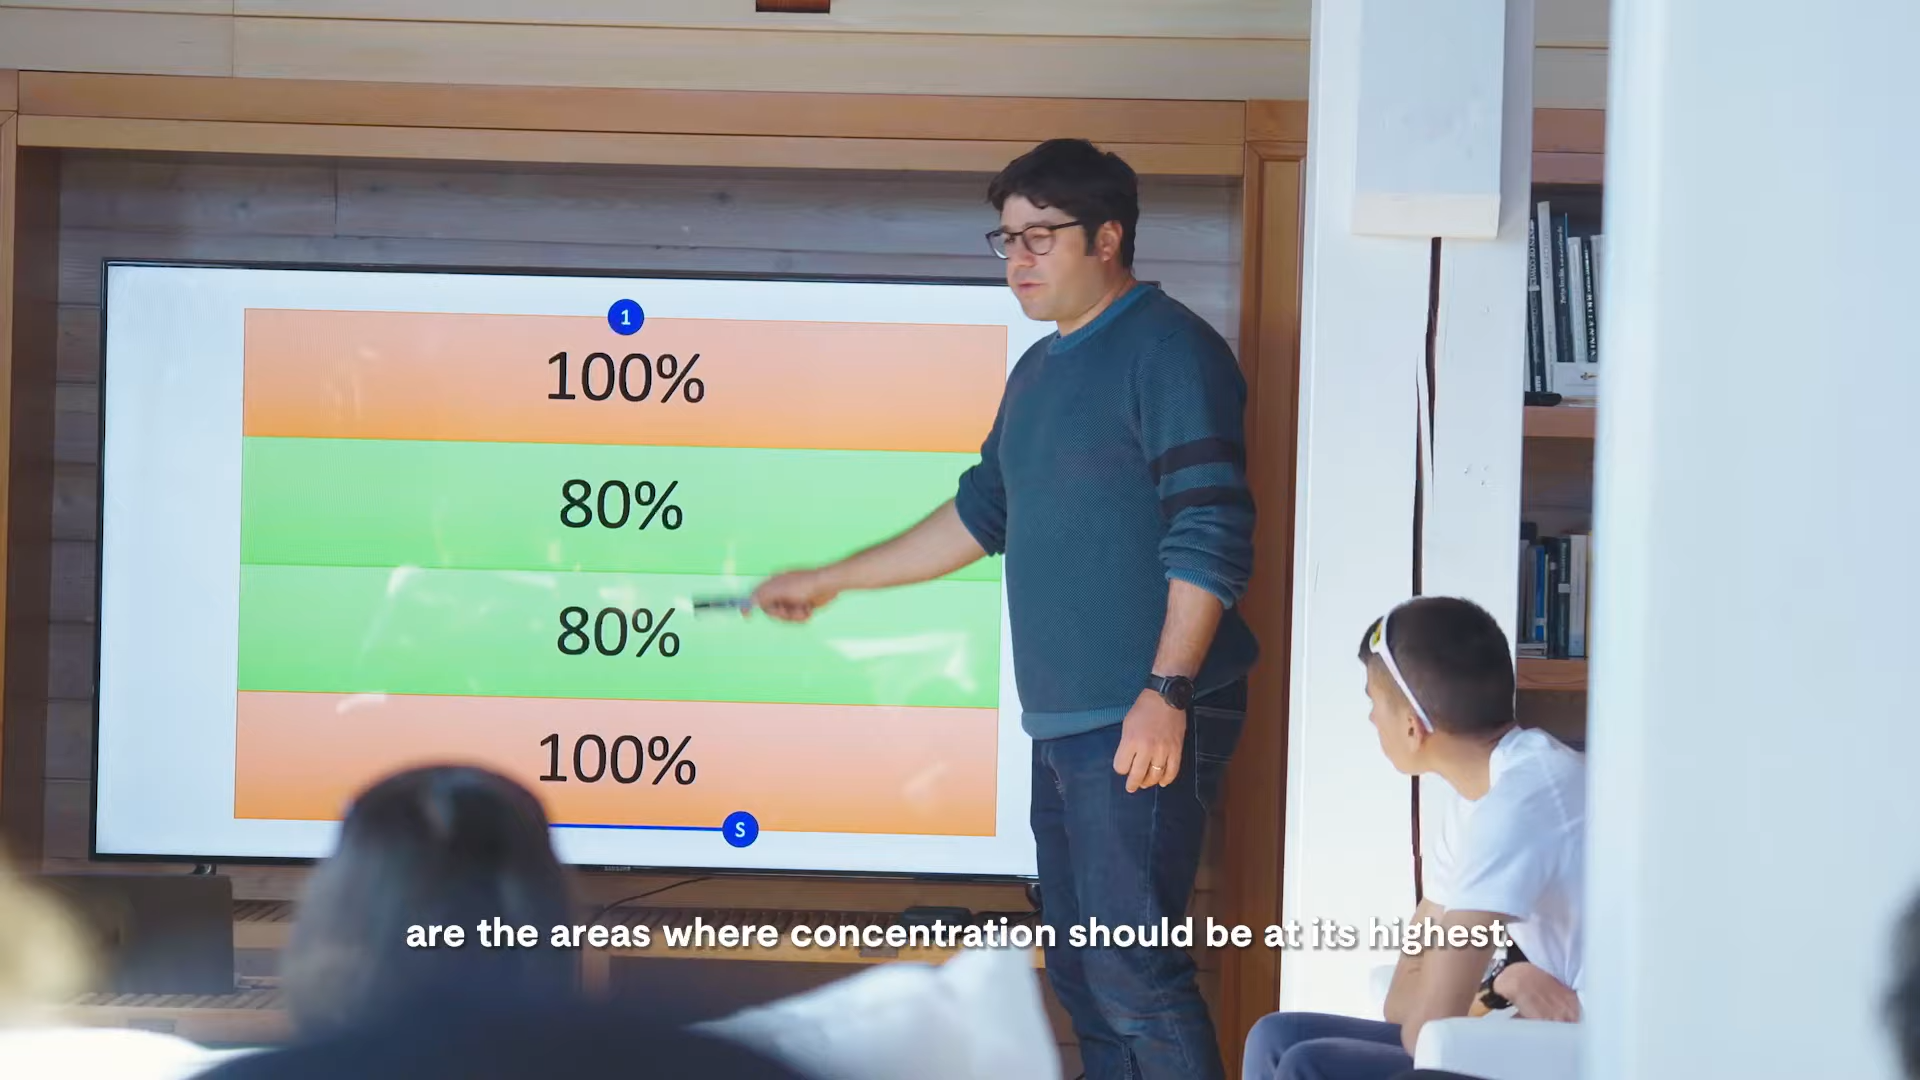 1
100%
80%
80%
100%
S
are the areas where concentration should be at its highest.